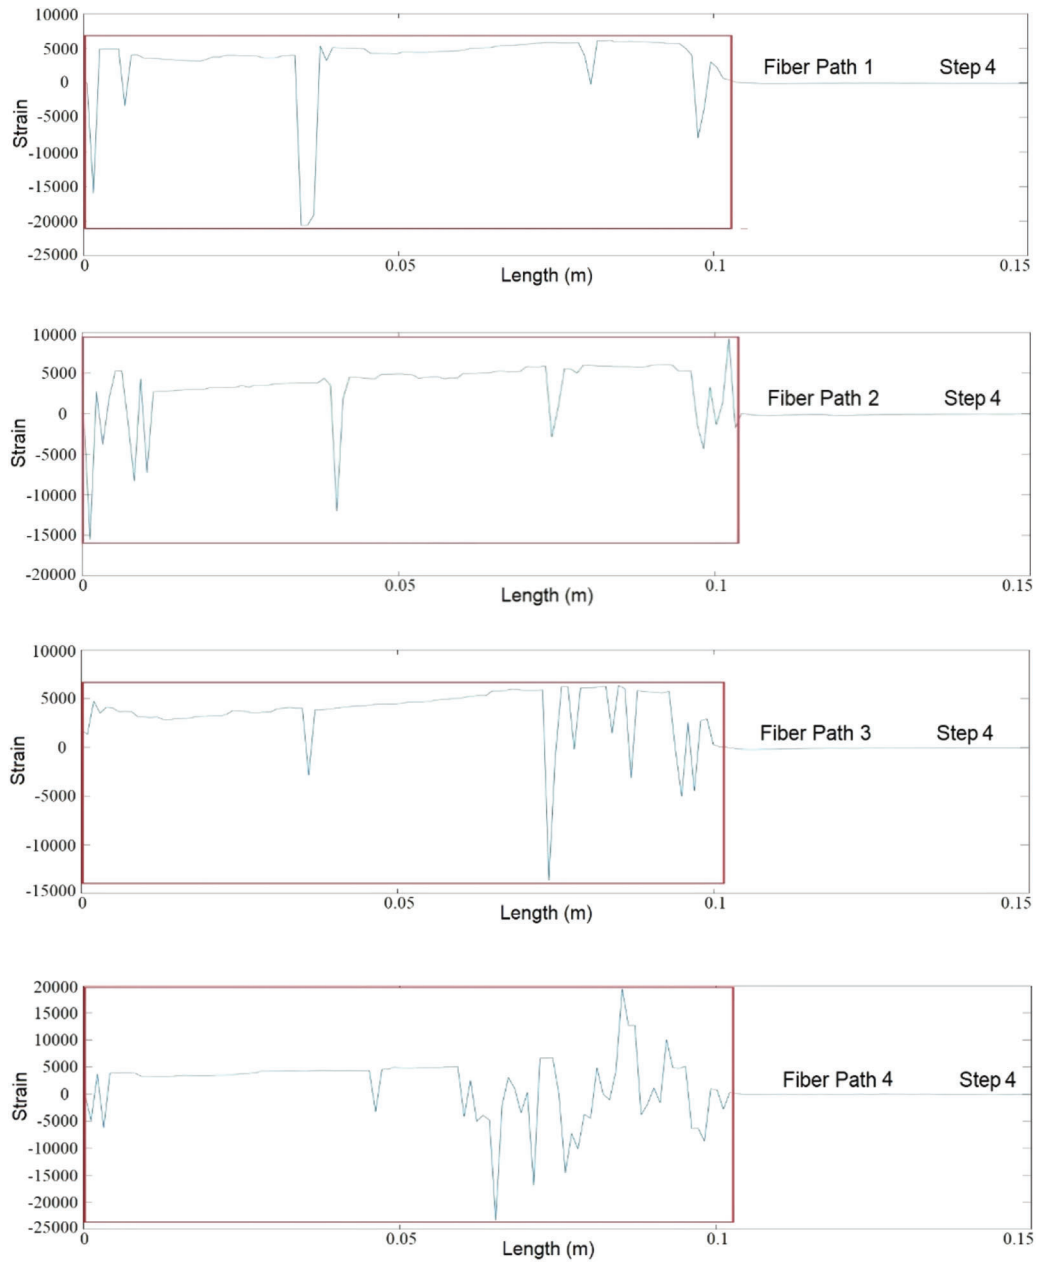 10000
5000
0
-5000
-10000
-15000
-20000
-25000
Strain
Fiber Path 1 Step 4
0 0.05 0.1 0.15
Length (m)
10000
5000
0
-5000
-10000
-15000
-20000
Strain
Fiber Path 2 Step 4
0 0.05 0.1 0.15
Length (m)
10000
5000
0
-5000
-10000
-15000
Strain
Fiber Path 3 Step 4
0 0.05 0.1 0.15
Length (m)
20000
15000
10000
5000
0
-5000
-10000
-15000
-20000
-25000
Strain
Fiber Path 4 Step 4
0 0.05 0.1 0.15
Length (m)